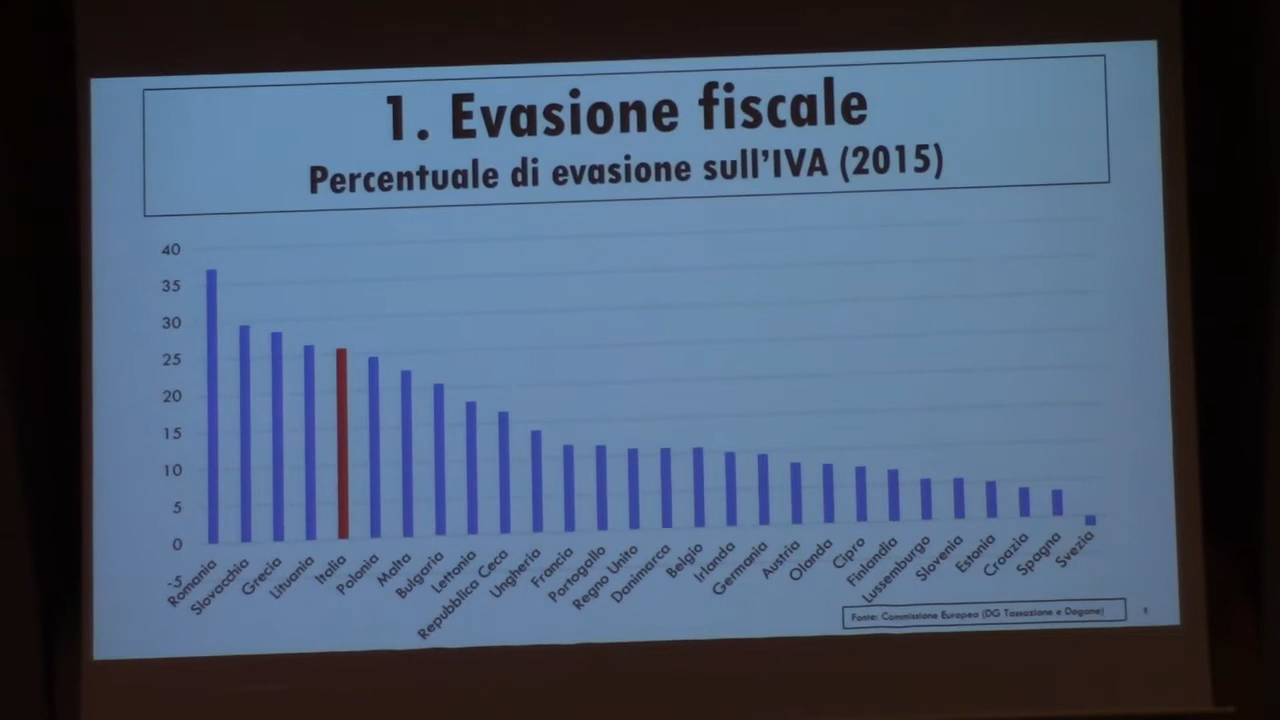 1. Evasione fiscale
Percentuale di evasione sull'IVA (2015)
40
35
30
25
20
15
10
5
0
-5
Romania
Slovacchia
Grecia
Lituania
Italia
Polonia
Malta
Bulgaria
Lettonia
Repubblica Ceca
Ungheria
Francia
Portogallo
Regno Unito
Danimarca
Belgio
Irlanda
Germania
Austria
Olanda
Cipro
Finlandia
Lussemburgo
Slovenia
Estonia
Croazia
Spagna
Svezia
Fonte: Commissione Europea (DG Tassazione e Dogane)